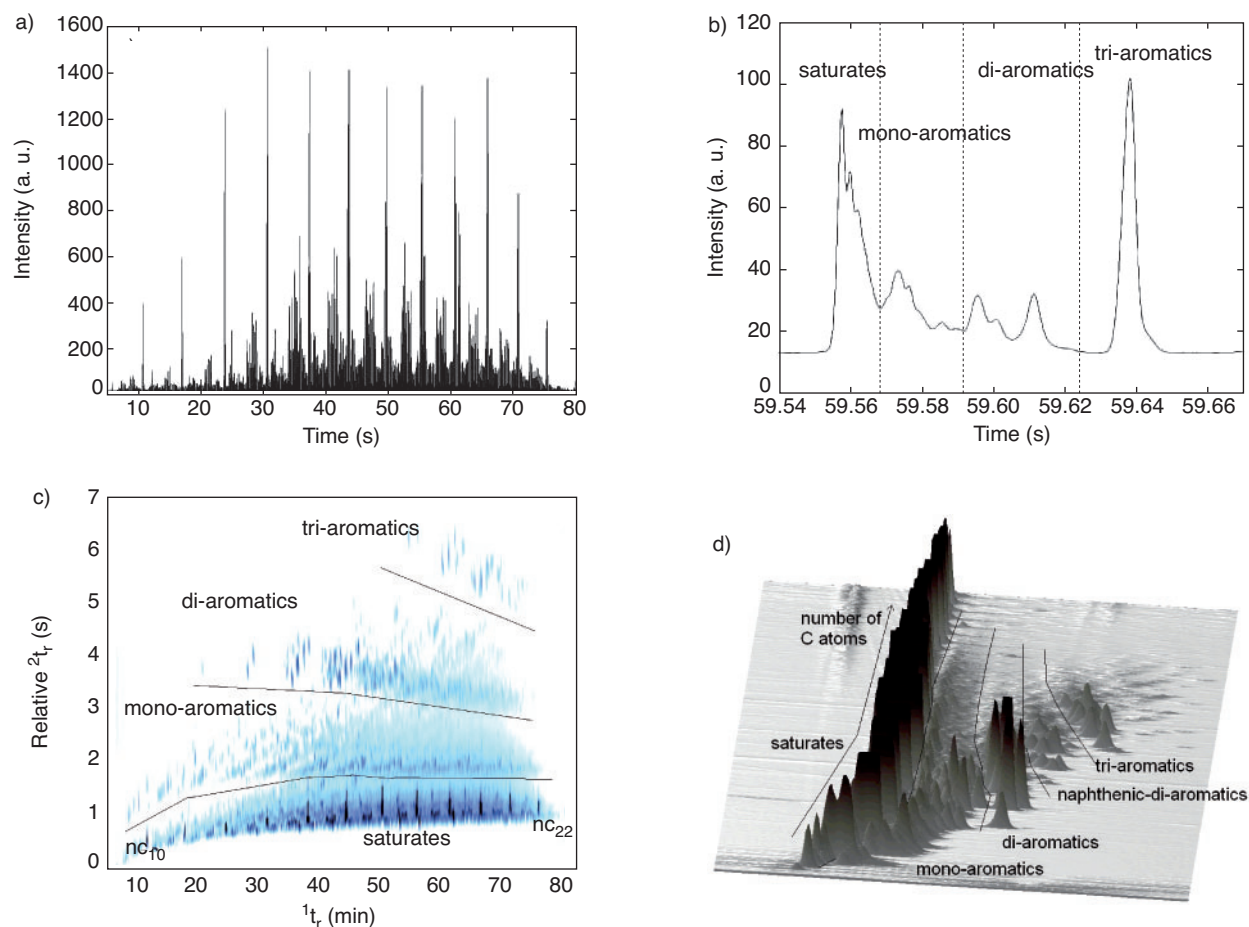 a)
1600
1400
1200
1000
800
600
400
200
0
Intensity (a. u.)
10 20 30 40 50 60 70 80
Time (s)
b)
120
100
80
60
40
20
0
Intensity (a. u.)
saturates
mono-aromatics
di-aromatics
tri-aromatics
59.54 59.56 59.58 59.60 59.62 59.64 59.66
Time (s)
c)
7
6
5
4
3
2
1
0
Relative ²tᵣ (s)
tri-aromatics
di-aromatics
mono-aromatics
saturates
nc₁₀
nc₂₂
10 20 30 40 50 60 70 80
¹tᵣ (min)
d)
number of
C atoms
saturates
tri-aromatics
naphthenic-di-aromatics
di-aromatics
mono-aromatics